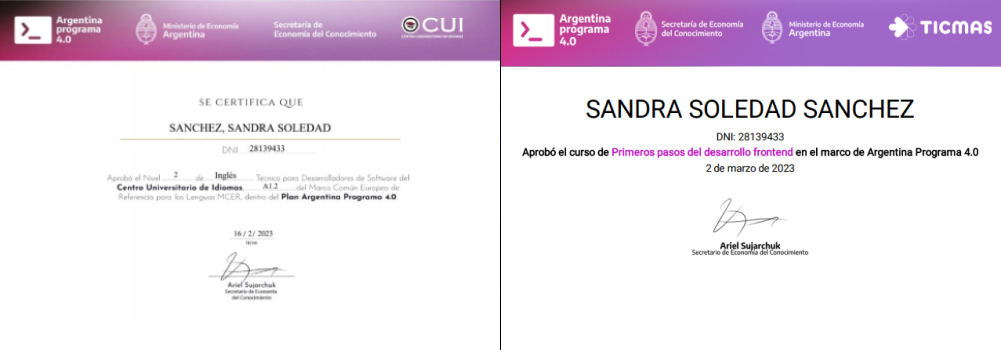 Argentina
programa
4.0
Ministerio de Economía
Argentina
Secretaría de
Economía del Conocimiento
CUI
CENTRO UNIVERSITARIO DE IDIOMAS
SE CERTIFICA QUE
SANCHEZ, SANDRA SOLEDAD
DNI 28139433
Aprobó el Nivel 2 de Inglés Técnico para Desarrolladores de Software del
Centro Universitario de Idiomas, A1.2 del Marco Común Europeo de
Referencia para las Lenguas MCER, dentro del Plan Argentina Programa 4.0.
16 / 2 / 2023
FECHA
Ariel Sujarchuk
Secretario de Economía
del Conocimiento
Argentina
programa
4.0
Secretaría de Economía
del Conocimiento
Ministerio de Economía
Argentina
TICMAS
SANDRA SOLEDAD SANCHEZ
DNI: 28139433
Aprobó el curso de Primeros pasos del desarrollo frontend en el marco de Argentina Programa 4.0
2 de marzo de 2023
Ariel Sujarchuk
Secretario de Economía del Conocimiento